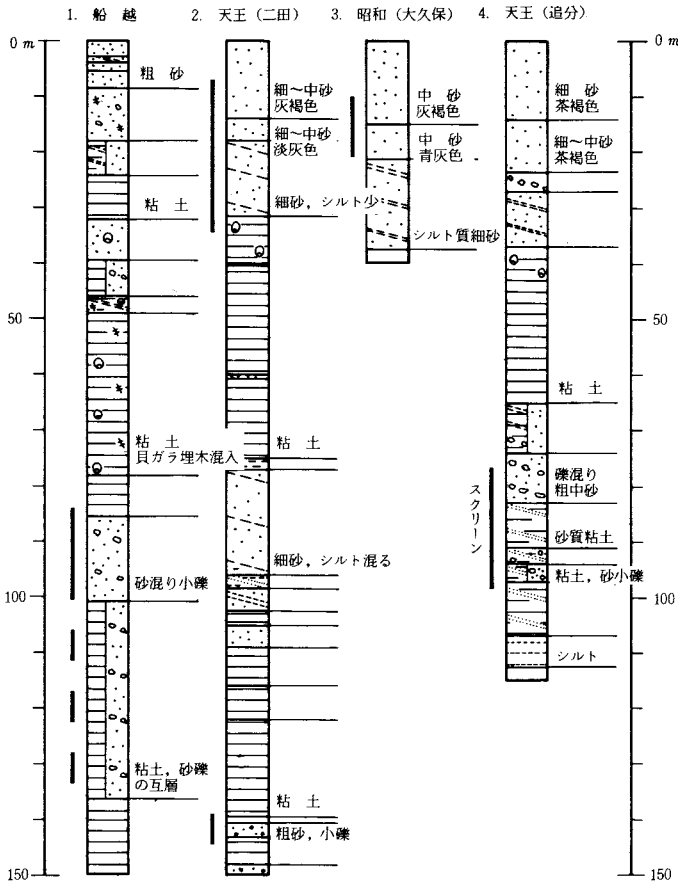 1. 船越 2. 天王(二田) 3. 昭和(大久保) 4. 天王(追分)
0 m
50
100
150
粗砂
粘土
粘土
貝ガラ埋木混入
砂混り小礫
粘土,砂礫
の互層
細〜中砂
灰褐色
細〜中砂
淡灰色
細砂,シルト少
粘土
細砂,シルト混る
粘土
粗砂,小礫
中砂
灰褐色
中砂
青灰色
シルト質細砂
細砂
茶褐色
細〜中砂
茶褐色
粘土
礫混り
粗中砂
スクリーン
砂質粘土
粘土,砂小礫
シルト
0 m
50
100
150